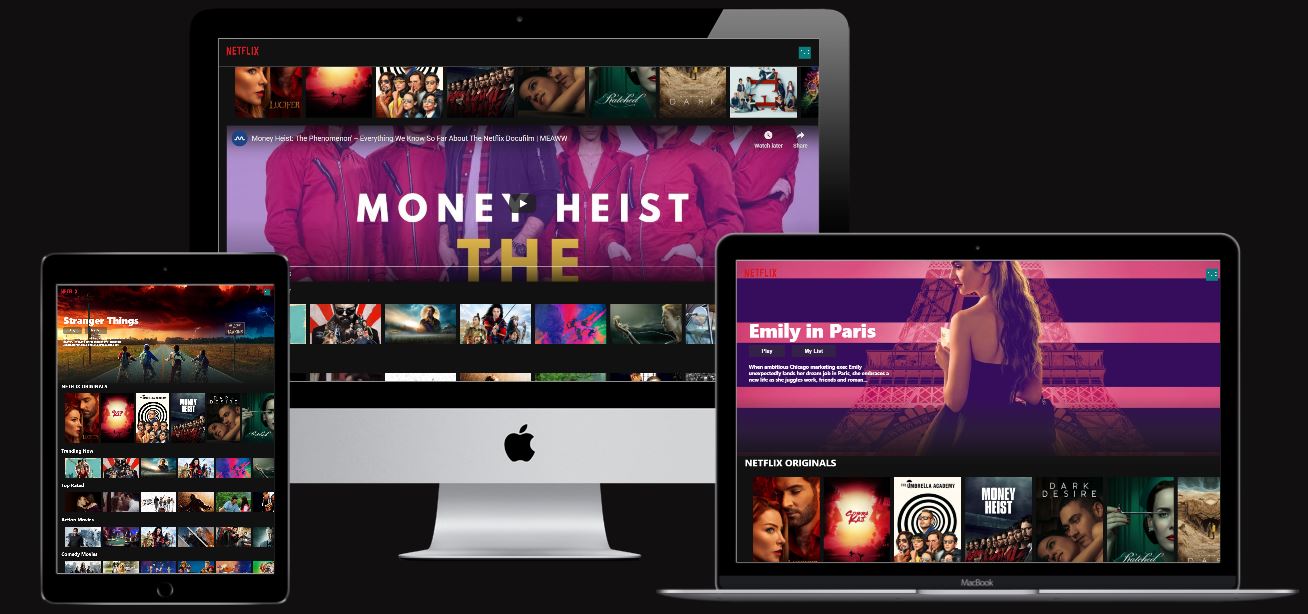 NETFLIX
LUCIFER
Ratched
DARK
Money Heist: The Phenomenon' – Everything We Know So Far About The Netflix Docufilm | MEAWW
Watch later
Share
MONEY HEIST
THE
NETFLIX
Stranger Things
NETFLIX ORIGINALS
MONEY
HEIST
DARK
DESIRE
Trending Now
Top Rated
Action Movies
Comedy Movies
NETFLIX
Emily in Paris
Play
My List
When ambitious Chicago marketing exec Emily
unexpectedly lands her dream job in Paris, she embraces a
new life as she juggles work, friends and roman...
NETFLIX ORIGINALS
COBRA
KAI
THE UMBRELLA ACADEMY
MONEY
HEIST
DARK
DESIRE
Ratched
DA
MacBook